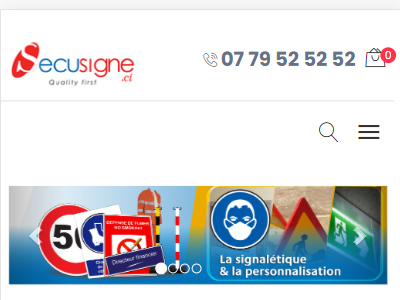 Secusigne.ci
Quality first
07 79 52 52 52
0
50
DEFENSE DE FUMER
NO SMOKING
Directeur financier
La signalétique
& la personnalisation